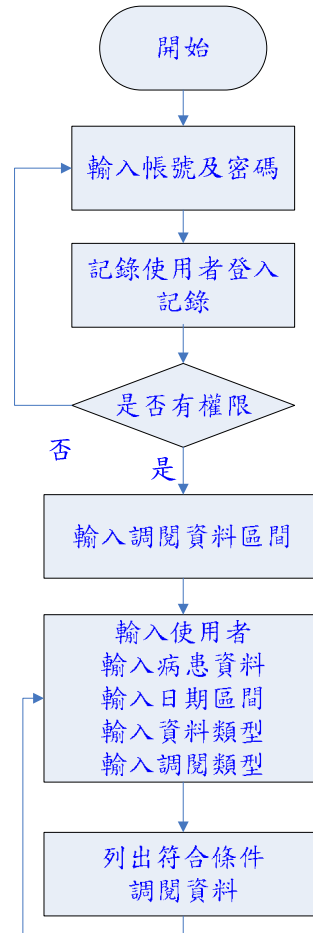 開始
輸入帳號及密碼
記錄使用者登入
記錄
是否有權限
否
是
輸入調閱資料區間
輸入使用者
輸入病患資料
輸入日期區間
輸入資料類型
輸入調閱類型
列出符合條件
調閱資料